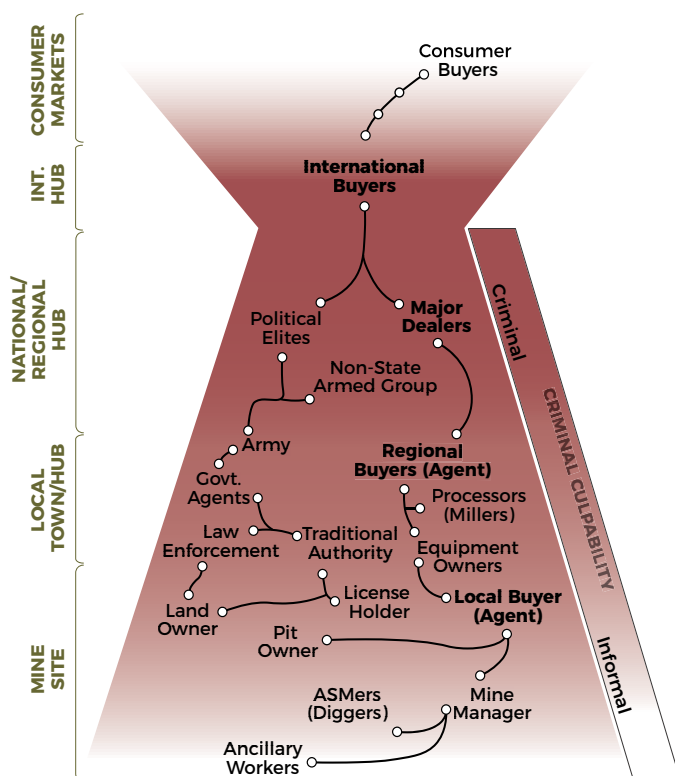 CONSUMER
MARKETS
Consumer
Buyers
INT.
HUB
International
Buyers
NATIONAL/
REGIONAL
HUB
Political
Elites
Major
Dealers
Non-State
Armed Group
Criminal
CRIMINAL CULPABILITY
Informal
LOCAL
TOWN/HUB
Army
Govt.
Agents
Regional
Buyers (Agent)
Processors
(Millers)
Law
Enforcement
Traditional
Authority
Equipment
Owners
MINE
SITE
Land
Owner
License
Holder
Local Buyer
(Agent)
Pit
Owner
Mine
Manager
ASMers
(Diggers)
Ancillary
Workers